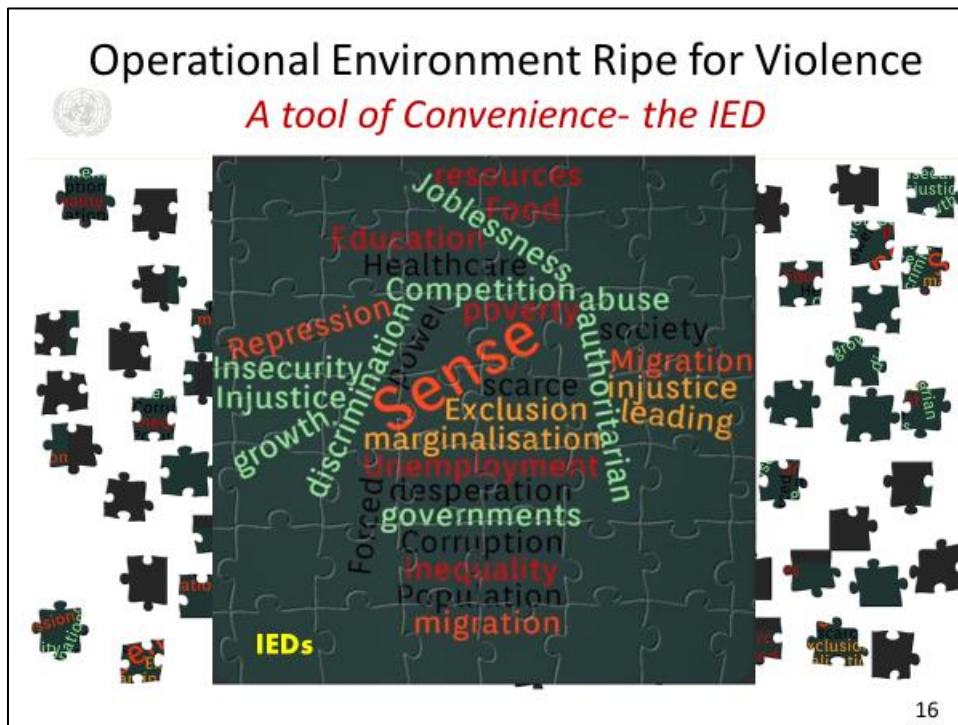 Operational Environment Ripe for Violence
A tool of Convenience- the IED
resources
Joblessness
Food
Education
Healthcare
Competition
abuse
Repression
power
poverty
society
authoritarian
Sense
Migration
Insecurity
discrimination
scarce
injustice
Injustice
Exclusion
leading
growth
marginalisation
Unemployment
desperation
Forced
governments
Corruption
Inequality
Population
migration
IEDs
16